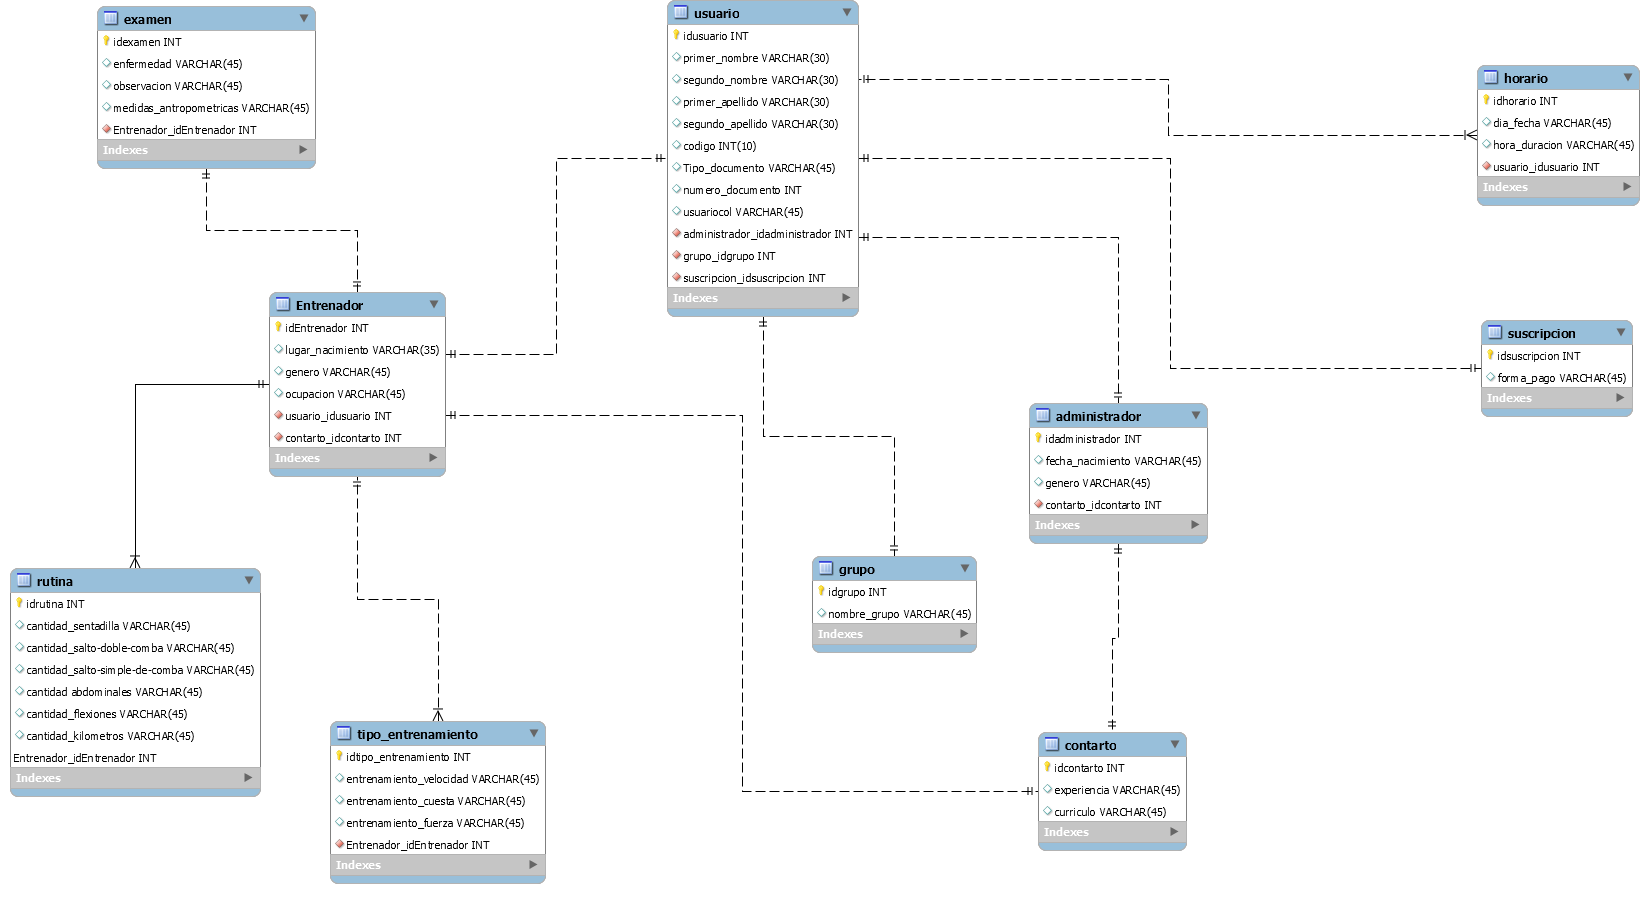 examen
idexamen INT
enfermedad VARCHAR(45)
observacion VARCHAR(45)
medidas_antropometricas VARCHAR(45)
Entrenador_idEntrenador INT
Indexes
usuario
idusuario INT
primer_nombre VARCHAR(30)
segundo_nombre VARCHAR(30)
primer_apellido VARCHAR(30)
segundo_apellido VARCHAR(30)
codigo INT(10)
Tipo_documento VARCHAR(45)
numero_documento INT
usuariocol VARCHAR(45)
administrador_idadministrador INT
grupo_idgrupo INT
suscripcion_idsuscripcion INT
Indexes
horario
idhorario INT
dia_fecha VARCHAR(45)
hora_duracion VARCHAR(45)
usuario_idusuario INT
Indexes
Entrenador
idEntrenador INT
lugar_nacimiento VARCHAR(35)
genero VARCHAR(45)
ocupacion VARCHAR(45)
usuario_idusuario INT
contarto_idcontarto INT
Indexes
suscripcion
idsuscripcion INT
forma_pago VARCHAR(45)
Indexes
administrador
idadministrador INT
fecha_nacimiento VARCHAR(45)
genero VARCHAR(45)
contarto_idcontarto INT
Indexes
grupo
idgrupo INT
nombre_grupo VARCHAR(45)
Indexes
rutina
idrutina INT
cantidad_sentadilla VARCHAR(45)
cantidad_salto-doble-comba VARCHAR(45)
cantidad_salto-simple-de-comba VARCHAR(45)
cantidad abdominales VARCHAR(45)
cantidad_flexiones VARCHAR(45)
cantidad_kilometros VARCHAR(45)
Entrenador_idEntrenador INT
Indexes
tipo_entrenamiento
idtipo_entrenamiento INT
entrenamiento_velocidad VARCHAR(45)
entrenamiento_cuesta VARCHAR(45)
entrenamiento_fuerza VARCHAR(45)
Entrenador_idEntrenador INT
Indexes
contarto
idcontarto INT
experiencia VARCHAR(45)
curriculo VARCHAR(45)
Indexes